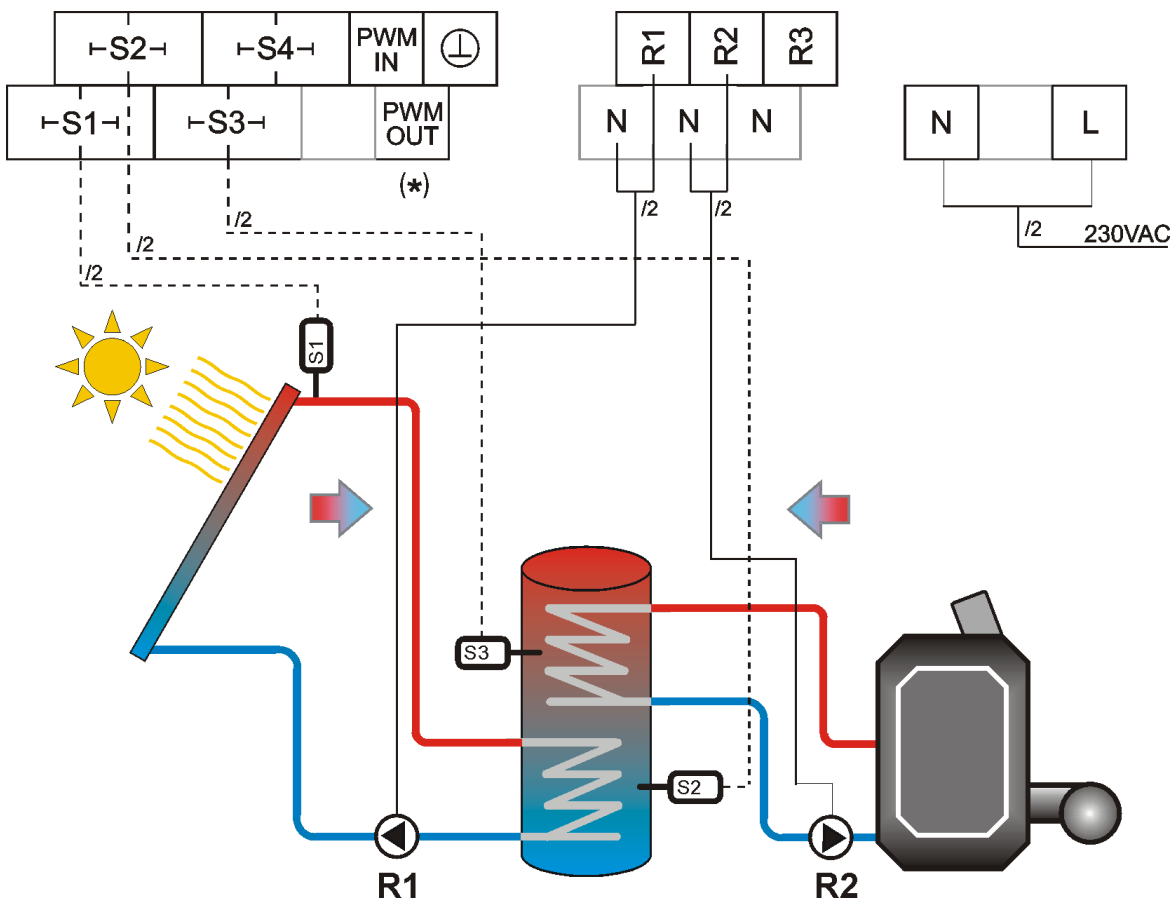 S2 S4 PWM IN
S1 S3 PWM OUT
(*)
R1 R2 R3
N N N
N L
/2 /2 /2 /2 /2 /2
230VAC
S1
S3
S2
R1
R2